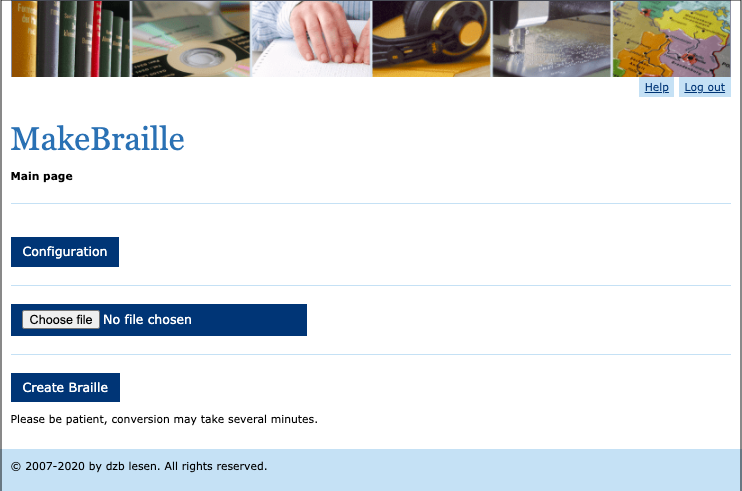 Help Log out
MakeBraille
Main page
Configuration
Choose file No file chosen
Create Braille
Please be patient, conversion may take several minutes.
© 2007-2020 by dzb lesen. All rights reserved.